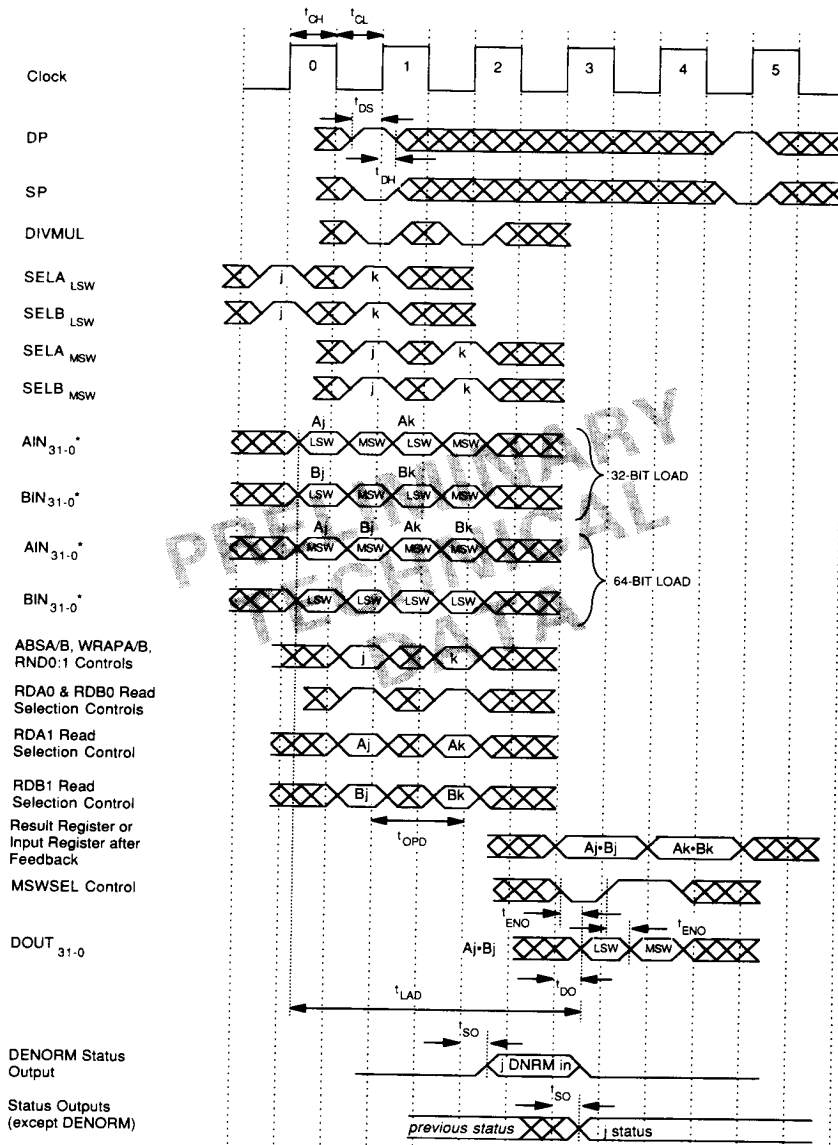 tCH tCL
Clock 0 1 2 3 4 5
tDS
DP
tDH
SP
DIVMUL
SELA LSW j k
SELB LSW j k
SELA MSW j k
SELB MSW j k
Aj Ak
AIN31-0* LSW MSW LSW MSW
32-BIT LOAD
Bj Bk
BIN31-0* LSW MSW LSW MSW
Aj Bj Ak Bk
AIN31-0* MSW MSW MSW MSW
64-BIT LOAD
BIN31-0* LSW LSW LSW LSW
PRELIMINARY
TECHNICAL
DATA
ABSA/B, WRAPA/B,
RND0:1 Controls j k
RDA0 & RDB0 Read
Selection Controls
RDA1 Read
Selection Control Aj Ak
RDB1 Read
Selection Control Bj Bk
Result Register or
Input Register after
Feedback
tOPD Aj•Bj Ak•Bk
MSWSEL Control
tENO tENO
DOUT 31-0 Aj•Bj LSW MSW
tDO
tLAD
tSO
DENORM Status
Output j DNRM in
tSO
Status Outputs
(except DENORM) previous status j status